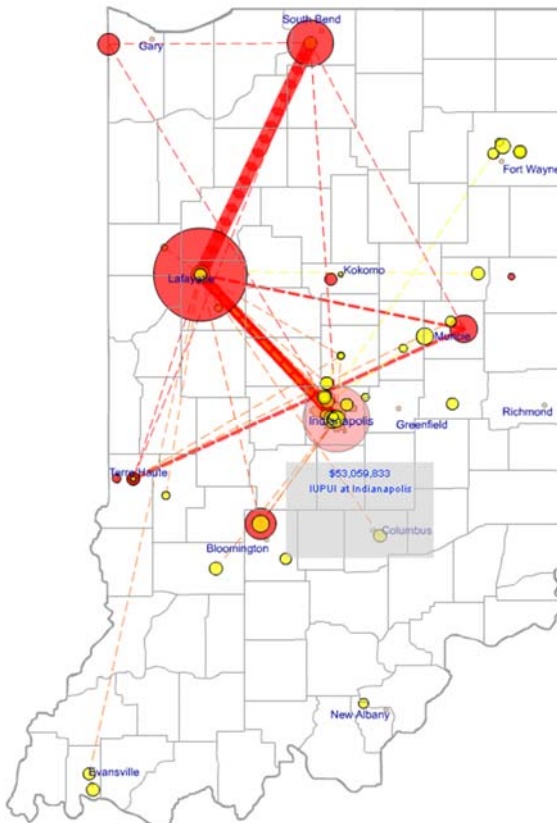 South Bend
Gary
Fort Wayne
Kokomo
Lafayette
Muncie
Indianapolis
Greenfield
Richmond
Terre Haute
$53,059,833
IUPUI at Indianapolis
Columbus
Bloomington
New Albany
Evansville